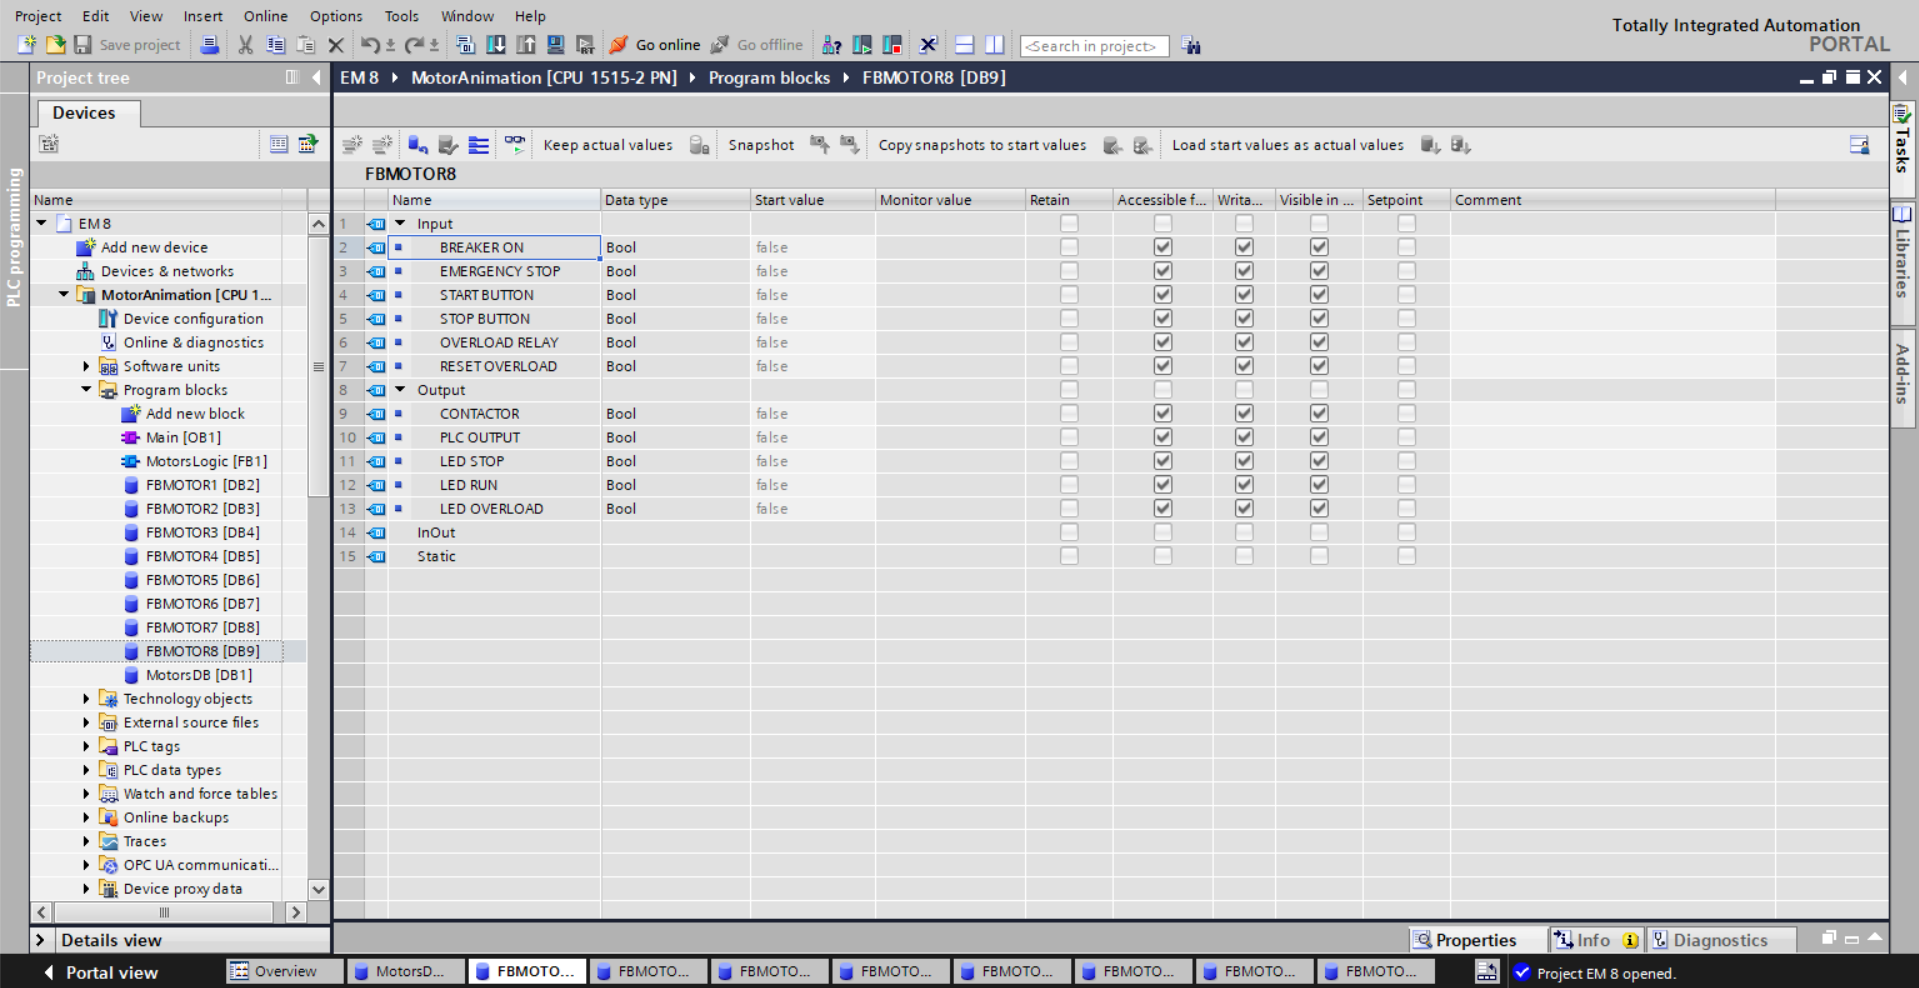 Project Edit View Insert Online Options Tools Window Help
Totally Integrated Automation
PORTAL
Save project Go online Go offline <Search in project>
Project tree
EM 8 MotorAnimation [CPU 1515-2 PN] Program blocks FBMOTOR8 [DB9]
Devices
Keep actual values Snapshot Copy snapshots to start values Load start values as actual values
FBMOTOR8
Name
Name Data type Start value Monitor value Retain Accessible f... Writa... Visible in ... Setpoint Comment
EM 8
Add new device
Devices & networks
MotorAnimation [CPU 1...
Device configuration
Online & diagnostics
Software units
Program blocks
Add new block
Main [OB1]
MotorsLogic [FB1]
FBMOTOR1 [DB2]
FBMOTOR2 [DB3]
FBMOTOR3 [DB4]
FBMOTOR4 [DB5]
FBMOTOR5 [DB6]
FBMOTOR6 [DB7]
FBMOTOR7 [DB8]
FBMOTOR8 [DB9]
MotorsDB [DB1]
Technology objects
External source files
PLC tags
PLC data types
Watch and force tables
Online backups
Traces
OPC UA communicati...
Device proxy data
1 Input
2 BREAKER ON Bool false
3 EMERGENCY STOP Bool false
4 START BUTTON Bool false
5 STOP BUTTON Bool false
6 OVERLOAD RELAY Bool false
7 RESET OVERLOAD Bool false
8 Output
9 CONTACTOR Bool false
10 PLC OUTPUT Bool false
11 LED STOP Bool false
12 LED RUN Bool false
13 LED OVERLOAD Bool false
14 InOut
15 Static
PLC programming
Tasks
Libraries
Add-ins
Details view
Properties Info Diagnostics
Portal view Overview MotorsD... FBMOTO... FBMOTO... FBMOTO... FBMOTO... FBMOTO... FBMOTO... FBMOTO... FBMOTO... Project EM 8 opened.